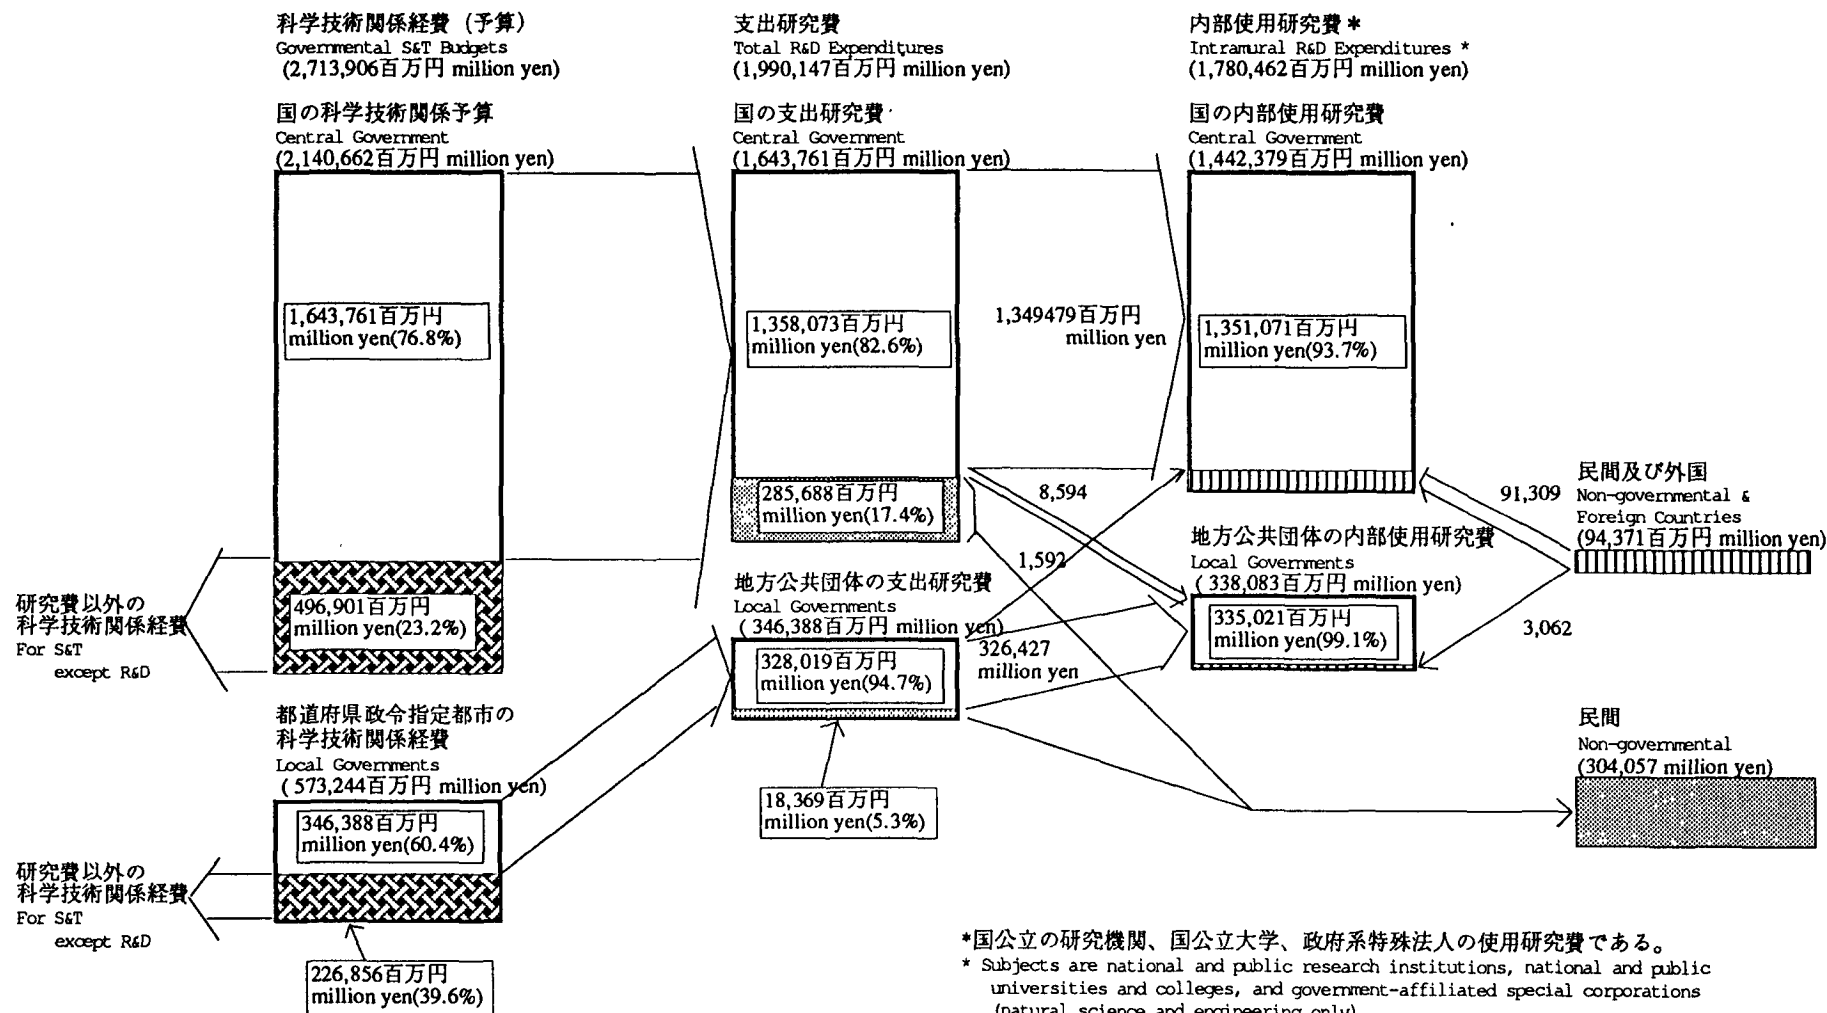 科学技術関係経費（予算）
Governmental S&T Budgets
(2,713,906百万円 million yen)
国の科学技術関係予算
Central Government
(2,140,662百万円 million yen)
1,643,761百万円
million yen(76.8%)
496,901百万円
million yen(23.2%)
研究費以外の
科学技術関係経費
For S&T
except R&D
都道府県政令指定都市の
科学技術関係経費
Local Governments
(573,244百万円 million yen)
346,388百万円
million yen(60.4%)
研究費以外の
科学技術関係経費
For S&T
except R&D
226,856百万円
million yen(39.6%)
支出研究費
Total R&D Expenditures
(1,990,147百万円 million yen)
国の支出研究費
Central Government
(1,643,761百万円 million yen)
1,358,073百万円
million yen(82.6%)
285,688百万円
million yen(17.4%)
地方公共団体の支出研究費
Local Governments
(346,388百万円 million yen)
328,019百万円
million yen(94.7%)
18,369百万円
million yen(5.3%)
1,349479百万円
million yen
8,594
1,592
326,427
million yen
内部使用研究費＊
Intramural R&D Expenditures *
(1,780,462百万円 million yen)
国の内部使用研究費
Central Government
(1,442,379百万円 million yen)
1,351,071百万円
million yen(93.7%)
地方公共団体の内部使用研究費
Local Governments
(338,083百万円 million yen)
335,021百万円
million yen(99.1%)
91,309
3,062
民間及び外国
Non-governmental &
Foreign Countries
(94,371百万円 million yen)
民間
Non-governmental
(304,057 million yen)
*国公立の研究機関、国公立大学、政府系特殊法人の使用研究費である。
* Subjects are national and public research institutions, national and public
universities and colleges, and government-affiliated special corporations
(natural science and engineering only)